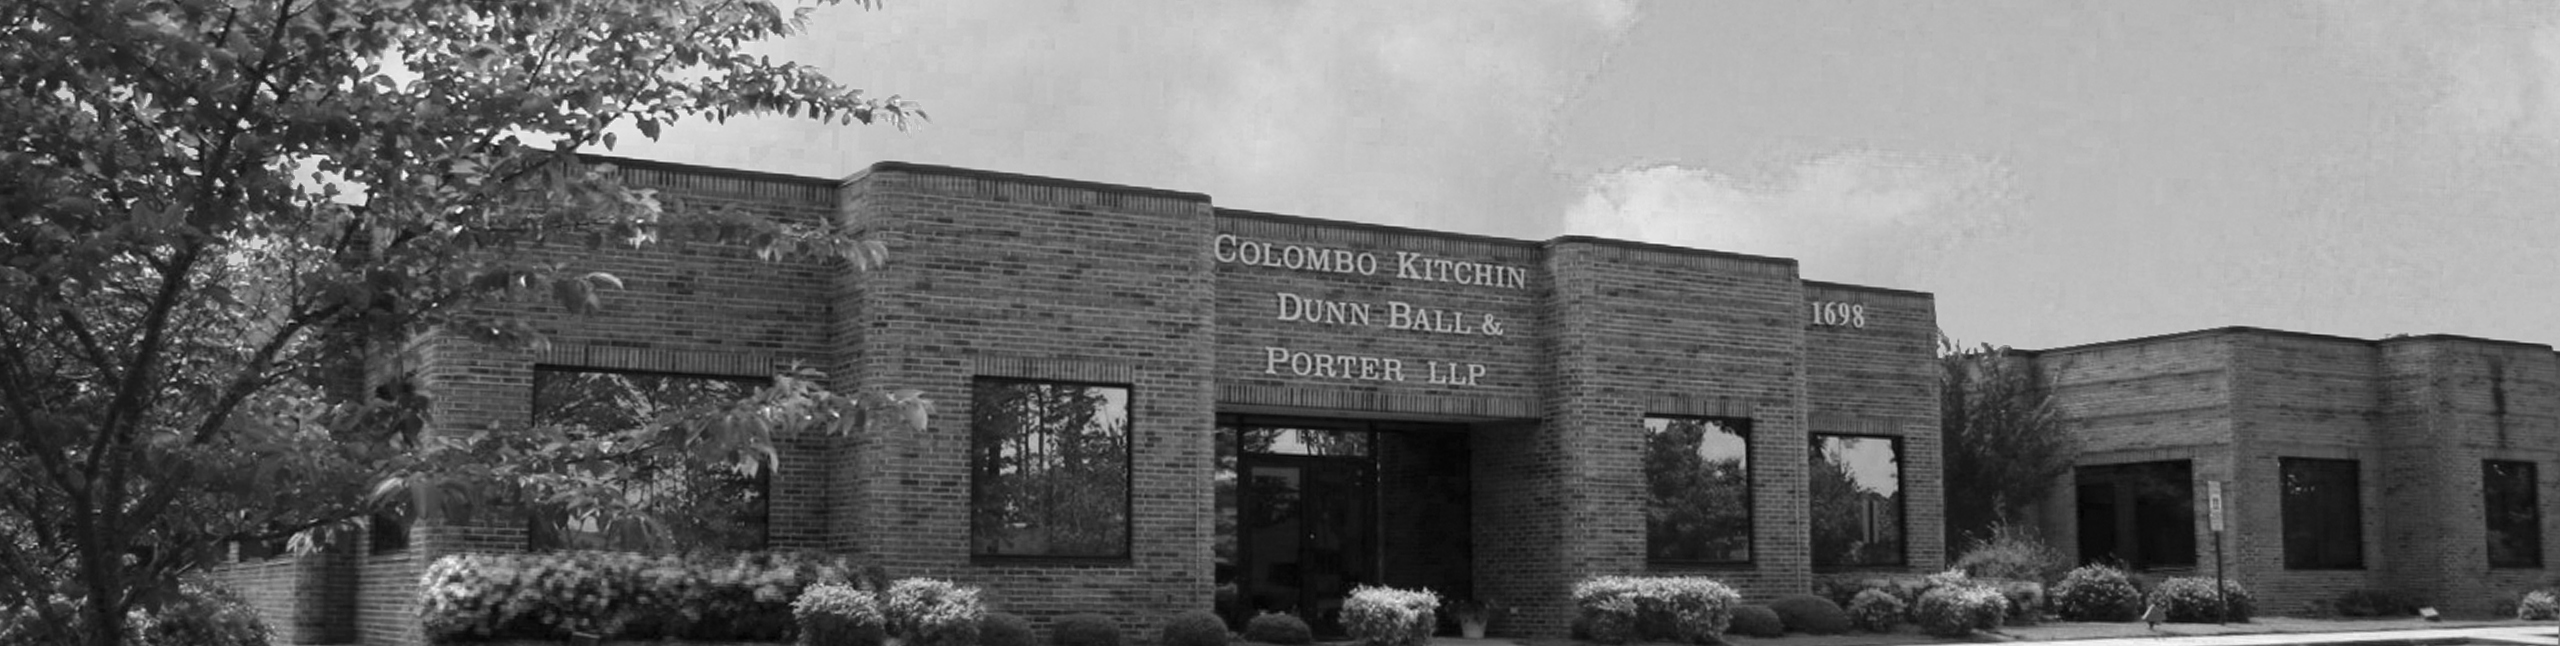 COLOMBO KITCHIN
DUNN BALL &
PORTER LLP
1698